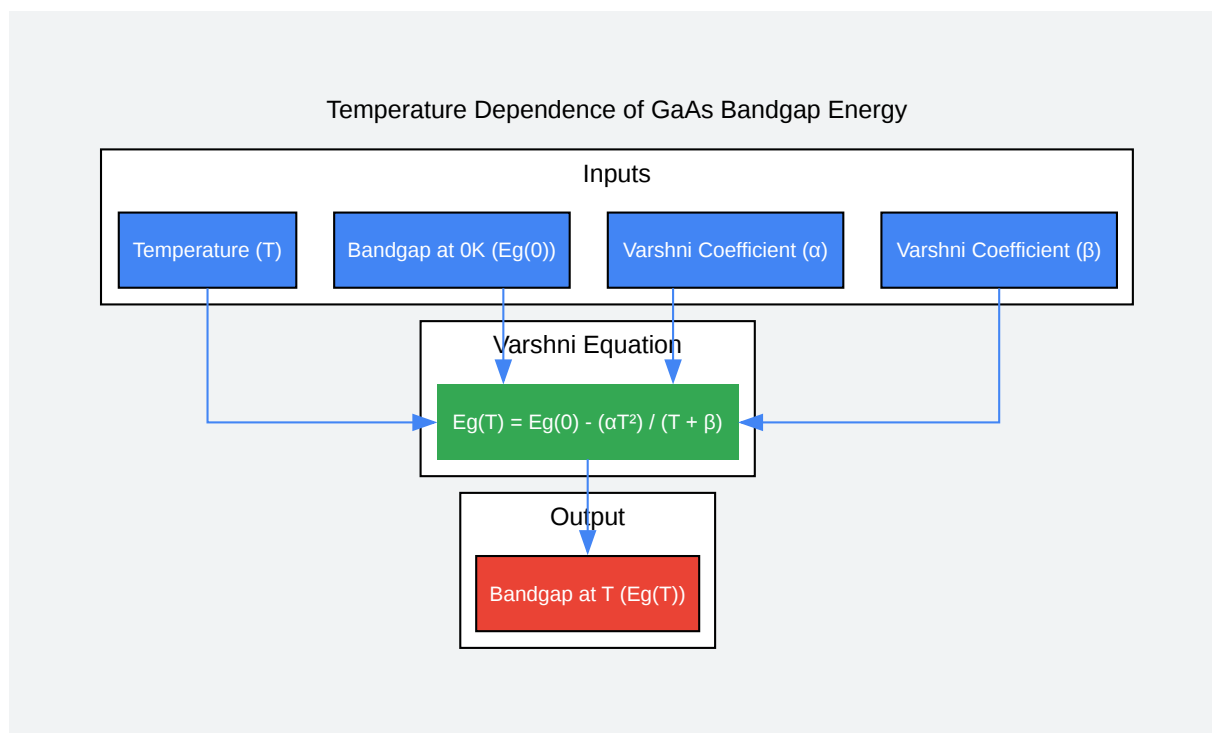 Temperature Dependence of GaAs Bandgap Energy
Inputs
Temperature (T)
Bandgap at 0K (Eg(0))
Varshni Coefficient (α)
Varshni Coefficient (β)
Varshni Equation
Eg(T) = Eg(0) - (αT²) / (T + β)
Output
Bandgap at T (Eg(T))